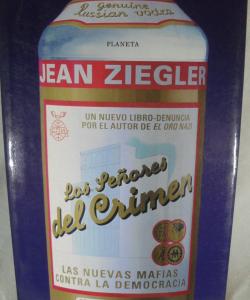 genuine
russian vodka
PLANETA
JEAN ZIEGLER
UN NUEVO LIBRO-DENUNCIA
POR EL AUTOR DE EL ORO NAZI
Los Señores
del Crimen
LAS NUEVAS MAFIAS
CONTRA LA DEMOCRACIA